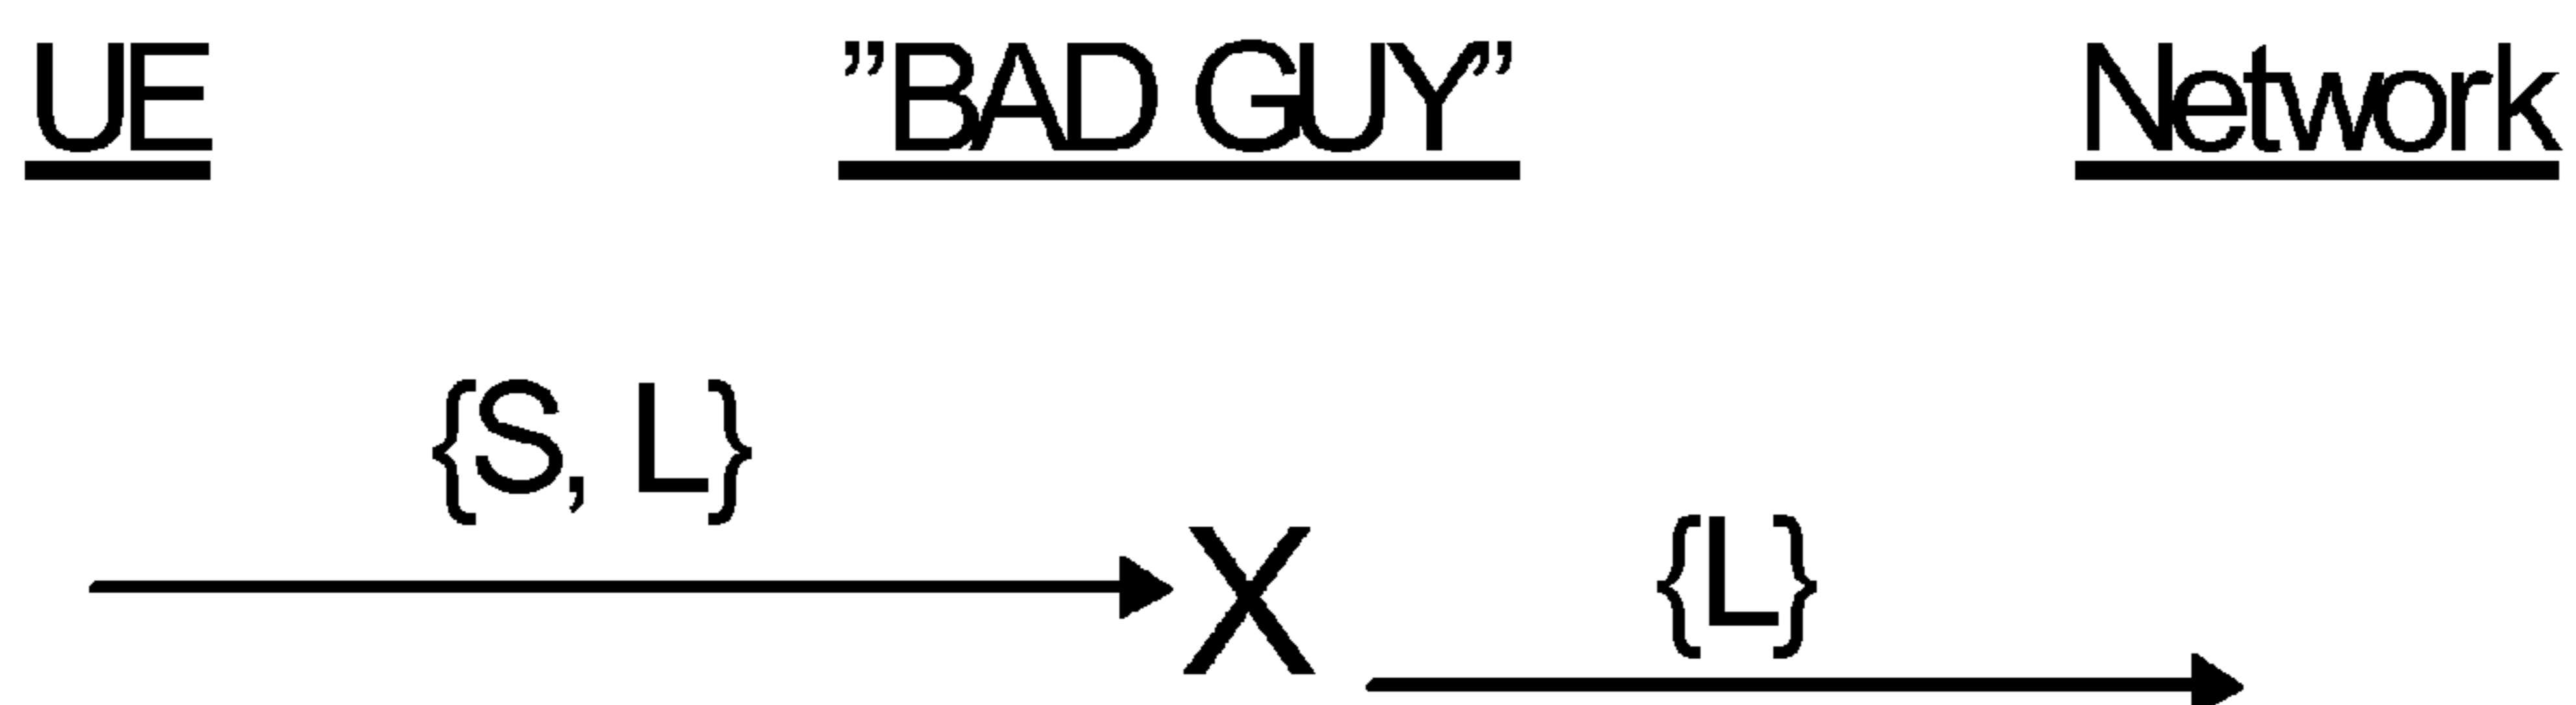 UE ”BAD GUY” Network
{S, L}
X {L}